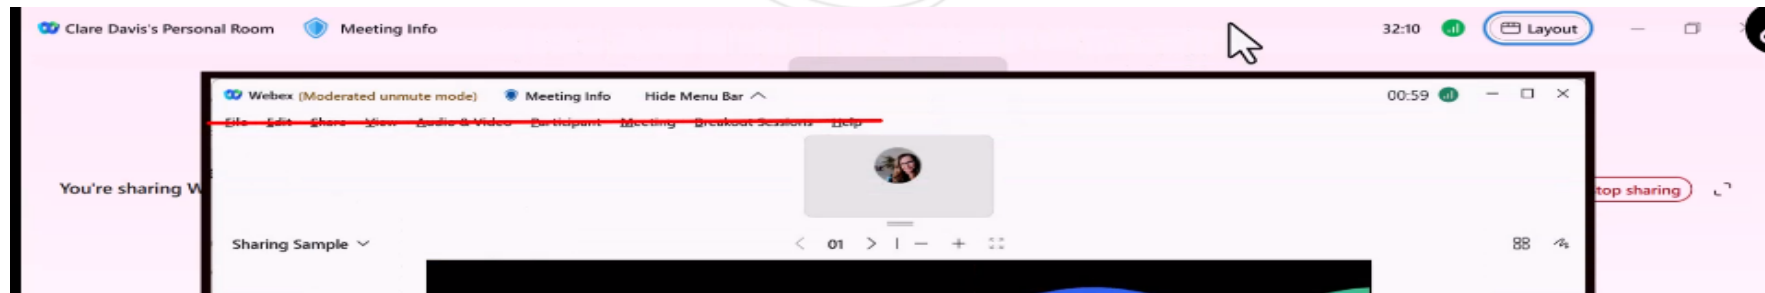 Clare Davis's Personal Room Meeting Info 32:10 Layout
Webex (Moderated unmute mode) Meeting Info Hide Menu Bar 00:59
File Edit Share View Audio & Video Participant Meeting Breakout Sessions Help
You're sharing W top sharing
Sharing Sample 01